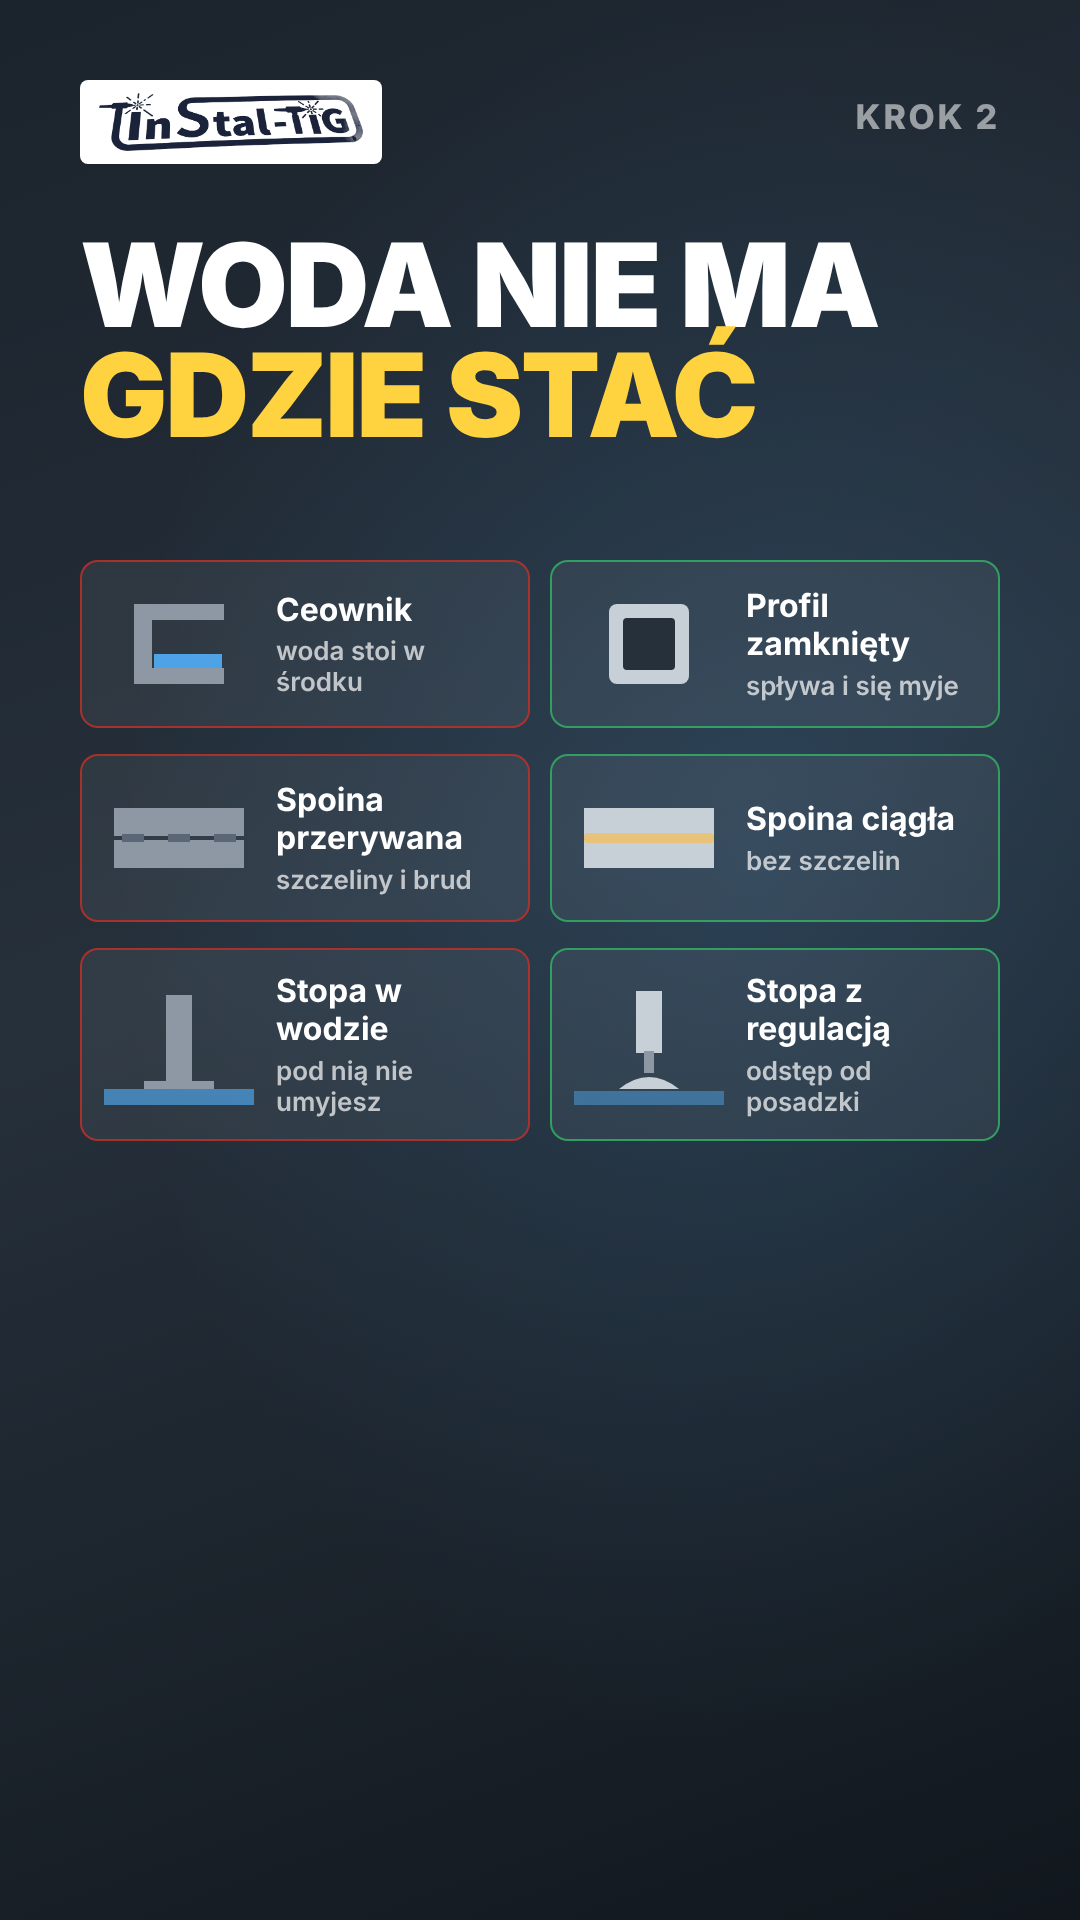 TinStal-TiG
KROK 2
WODA NIE MA
GDZIE STAĆ
Ceownik
woda stoi w
środku
Profil
zamknięty
spływa i się myje
Spoina
przerywana
szczeliny i brud
Spoina ciągła
bez szczelin
Stopa w
wodzie
pod nią nie
umyjesz
Stopa z
regulacją
odstęp od
posadzki